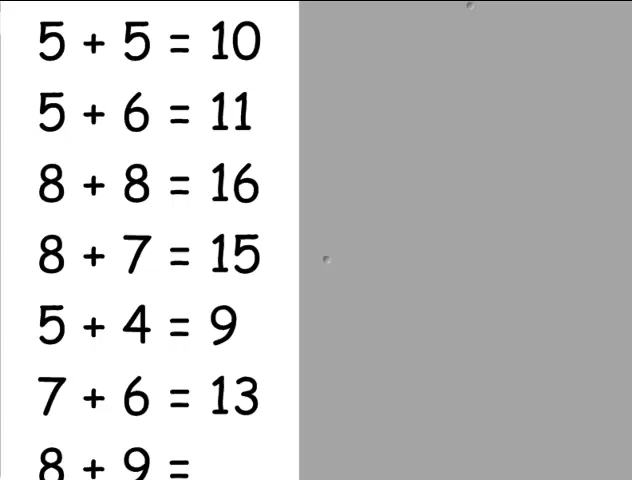 5 + 5 = 10
5 + 6 = 11
8 + 8 = 16
8 + 7 = 15
5 + 4 = 9
7 + 6 = 13
8 + 9 =